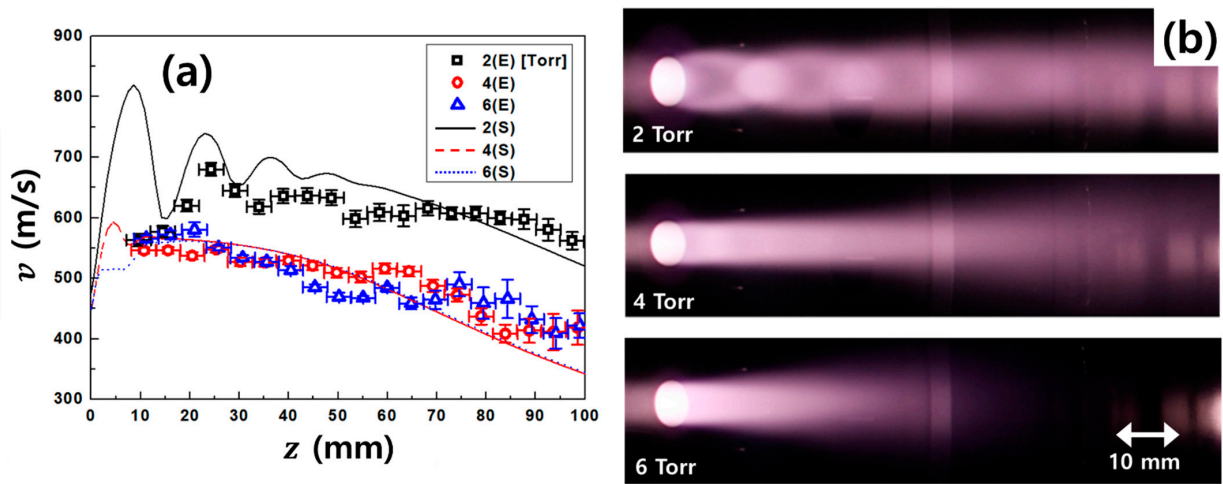 900
800
700
600
500
400
300
v (m/s)
(a)
2(E) [Torr]
4(E)
6(E)
2(S)
4(S)
6(S)
0 10 20 30 40 50 60 70 80 90 100
z (mm)
(b)
2 Torr
4 Torr
6 Torr
10 mm